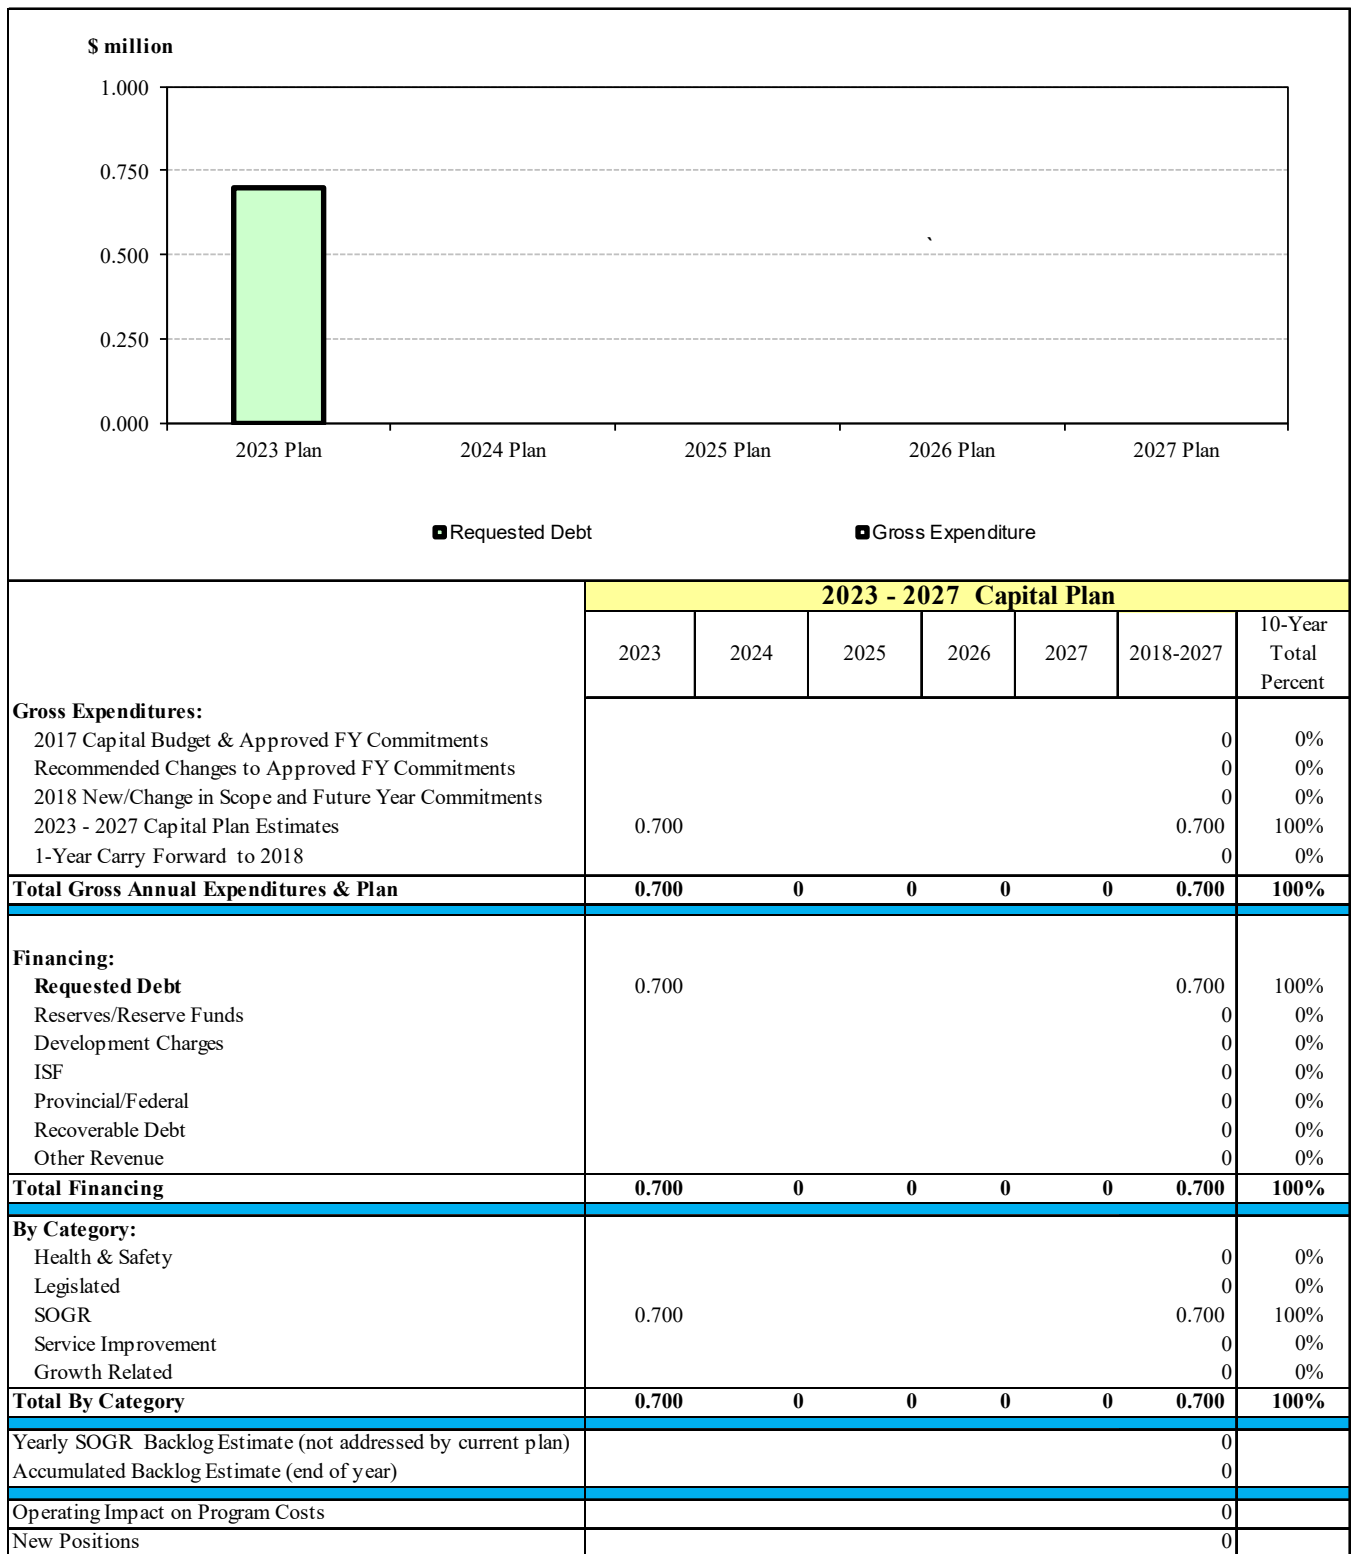 $ million
1.000
0.750
`
0.500
0.250
0.000
2023 Plan 2024 Plan 2025 Plan 2026 Plan 2027 Plan
Requested Debt Gross Expenditure
2023 - 2027 Capital Plan
2023 2024 2025 2026 2027 2018-2027 10-Year Total Percent
Gross Expenditures:
2017 Capital Budget & Approved FY Commitments 0 0%
Recommended Changes to Approved FY Commitments 0 0%
2018 New/Change in Scope and Future Year Commitments 0 0%
2023 - 2027 Capital Plan Estimates 0.700 0.700 100%
1-Year Carry Forward to 2018 0 0%
Total Gross Annual Expenditures & Plan 0.700 0 0 0 0 0.700 100%
Financing:
Requested Debt 0.700 0.700 100%
Reserves/Reserve Funds 0 0%
Development Charges 0 0%
ISF 0 0%
Provincial/Federal 0 0%
Recoverable Debt 0 0%
Other Revenue 0 0%
Total Financing 0.700 0 0 0 0 0.700 100%
By Category:
Health & Safety 0 0%
Legislated 0 0%
SOGR 0.700 0.700 100%
Service Improvement 0 0%
Growth Related 0 0%
Total By Category 0.700 0 0 0 0 0.700 100%
Yearly SOGR Backlog Estimate (not addressed by current plan) 0
Accumulated Backlog Estimate (end of year) 0
Operating Impact on Program Costs 0
New Positions 0